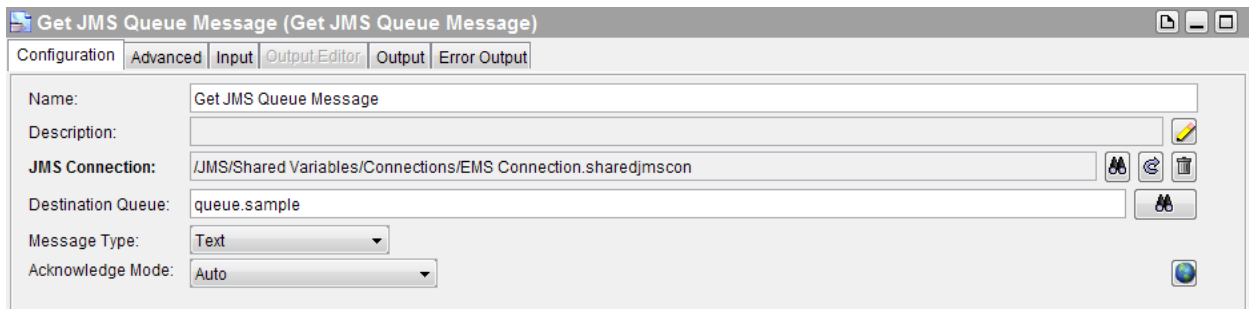 Get JMS Queue Message (Get JMS Queue Message)
Configuration Advanced Input Output Editor Output Error Output
Name: Get JMS Queue Message
Description:
JMS Connection: /JMS/Shared Variables/Connections/EMS Connection.sharedjmscon
Destination Queue: queue.sample
Message Type: Text
Acknowledge Mode: Auto